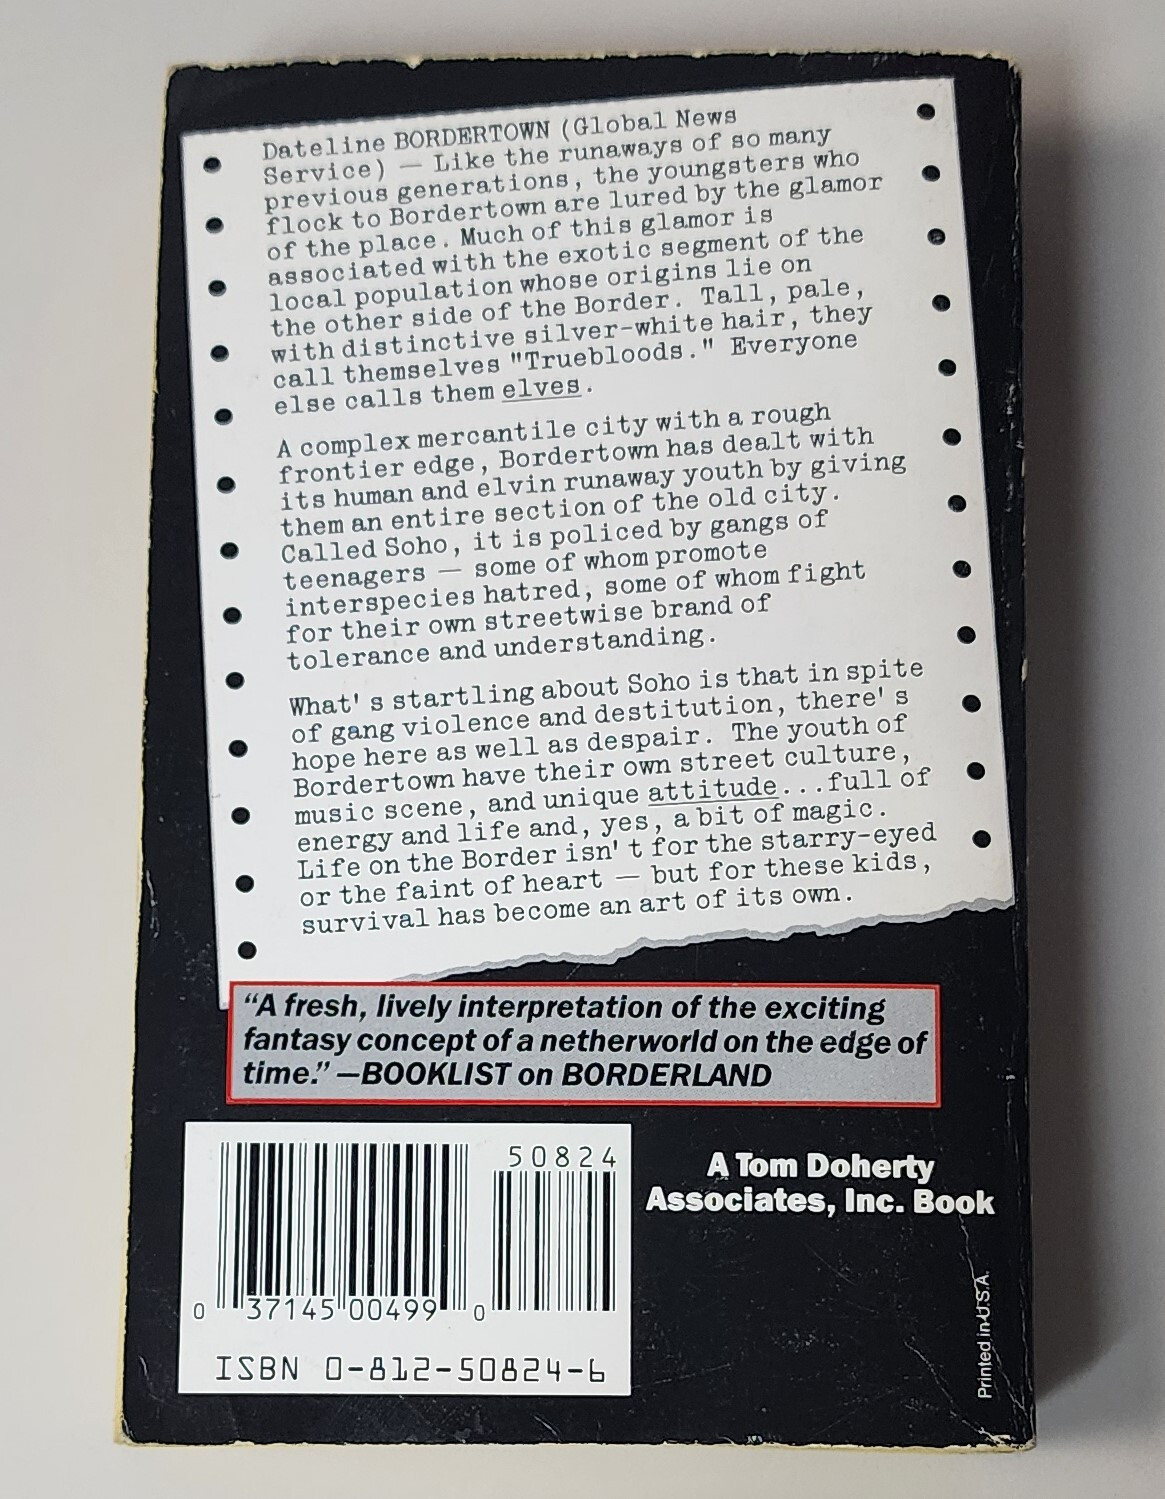 Dateline BORDERTOWN (Global News
Service) — Like the runaways of so many
previous generations, the youngsters who
flock to Bordertown are lured by the glamor
of the place. Much of this glamor is
associated with the exotic segment of the
local population whose origins lie on
the other side of the Border. Tall, pale,
with distinctive silver-white hair, they
call themselves "Truebloods." Everyone
else calls them elves.
A complex mercantile city with a rough
frontier edge, Bordertown has dealt with
its human and elvin runaway youth by giving
them an entire section of the old city.
Called Soho, it is policed by gangs of
teenagers — some of whom promote
interspecies hatred, some of whom fight
for their own streetwise brand of
tolerance and understanding.
What's startling about Soho is that in spite
of gang violence and destitution, there's
hope here as well as despair. The youth of
Bordertown have their own street culture,
music scene, and unique attitude...full of
energy and life and, yes, a bit of magic.
Life on the Border isn't for the starry-eyed
or the faint of heart — but for these kids,
survival has become an art of its own.
"A fresh, lively interpretation of the exciting
fantasy concept of a netherworld on the edge of
time." —BOOKLIST on BORDERLAND
50824
0 37145 00499 0
ISBN 0-812-50824-6
A Tom Doherty
Associates, Inc. Book
Printed in U.S.A.